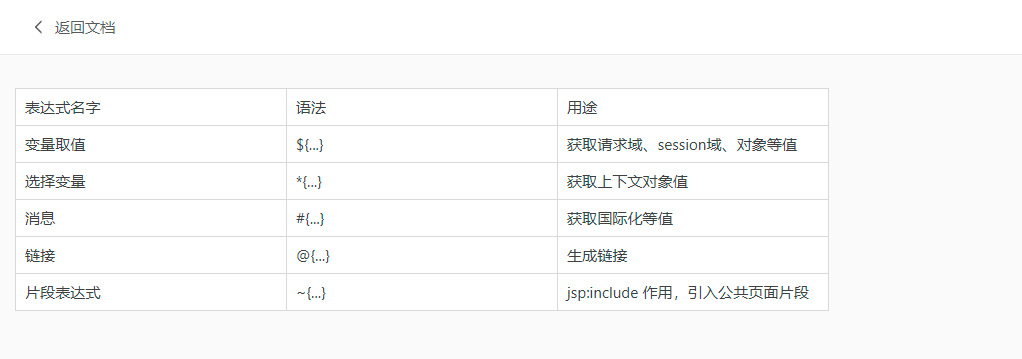 返回文档
表达式名字 语法 用途
变量取值 ${...} 获取请求域、session域、对象等值
选择变量 *{...} 获取上下文对象值
消息 #{...} 获取国际化等值
链接 @{...} 生成链接
片段表达式 ~{...} jsp:include 作用，引入公共页面片段